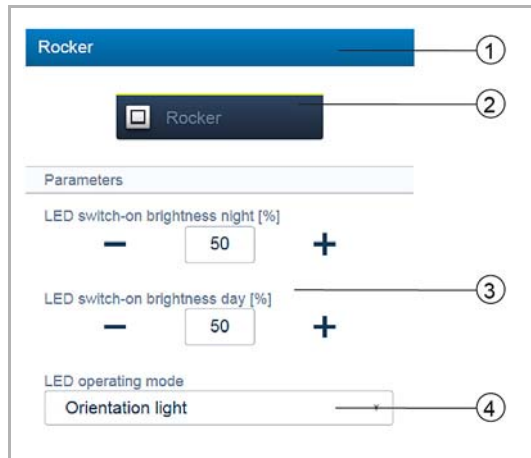 Rocker
1
Rocker
2
Parameters
LED switch-on brightness night [%]
50
LED switch-on brightness day [%]
3
50
LED operating mode
Orientation light
4